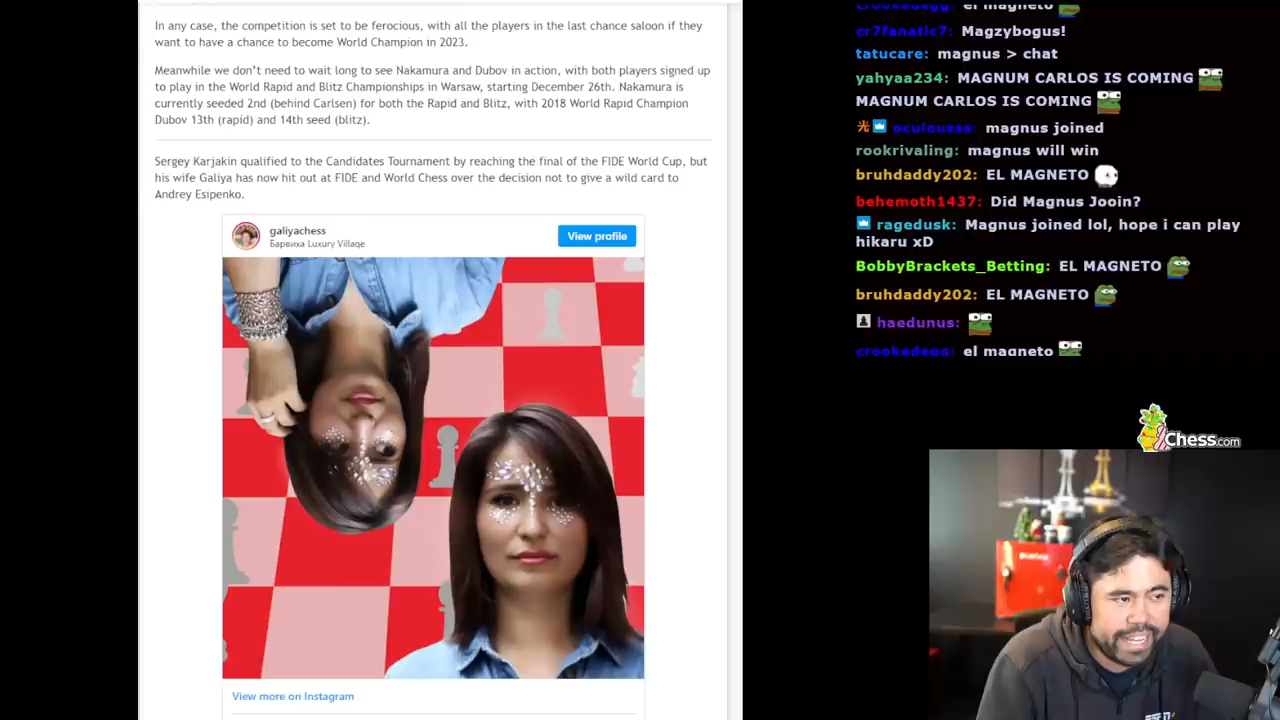 In any case, the competition is set to be ferocious, with all the players in the last chance saloon if they
want to have a chance to become World Champion in 2023.
Meanwhile we don’t need to wait long to see Nakamura and Dubov in action, with both players signed up
to play in the World Rapid and Blitz Championships in Warsaw, starting December 26th. Nakamura is
currently seeded 2nd (behind Carlsen) for both the Rapid and Blitz, with 2018 World Rapid Champion
Dubov 13th (rapid) and 14th seed (blitz).
Sergey Karjakin qualified to the Candidates Tournament by reaching the final of the FIDE World Cup, but
his wife Galiya has now hit out at FIDE and World Chess over the decision not to give a wild card to
Andrey Esipenko.
galiyachess
Барвиха Luxury Village
View profile
View more on Instagram
crookedegg: el magneto
cr7fanatic7: Magzybogus!
tatucare: magnus > chat
yahyaa234: MAGNUM CARLOS IS COMING
MAGNUM CARLOS IS COMING
oculousss: magnus joined
rookrivaling: magnus will win
bruhdaddy202: EL MAGNETO
behemoth1437: Did Magnus Jooin?
ragedusk: Magnus joined lol, hope i can play
hikaru xD
BobbyBrackets_Betting: EL MAGNETO
bruhdaddy202: EL MAGNETO
haedunus:
crookedegg: el magneto
Chess.com